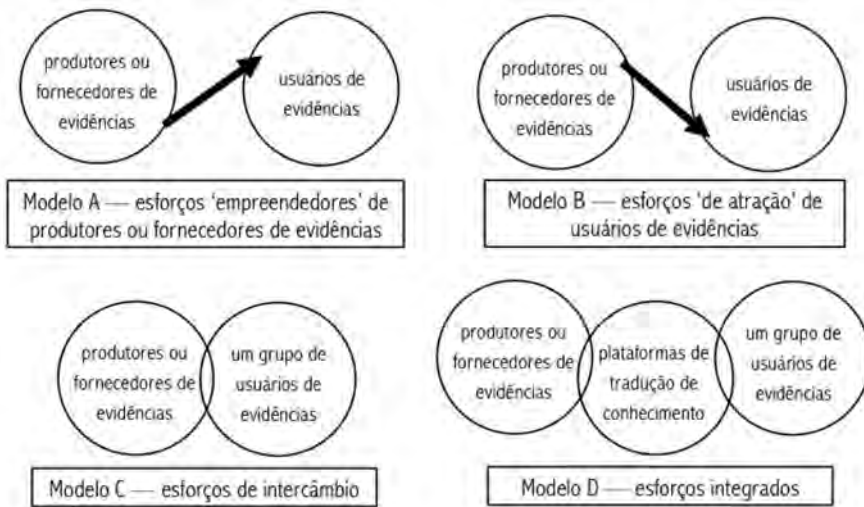 produtores ou
fornecedores de
evidências
usuários de
evidências
Modelo A — esforços 'empreendedores' de
produtores ou fornecedores de evidências
produtores ou
fornecedores de
evidências
usuários de
evidências
Modelo B — esforços 'de atração' de
usuários de evidências
produtores ou
fornecedores de
evidências
um grupo de
usuários de
evidências
Modelo C — esforços de intercâmbio
produtores ou
fornecedores de
evidências
plataformas de
tradução de
conhecimento
um grupo de
usuários de
evidências
Modelo D — esforços integrados